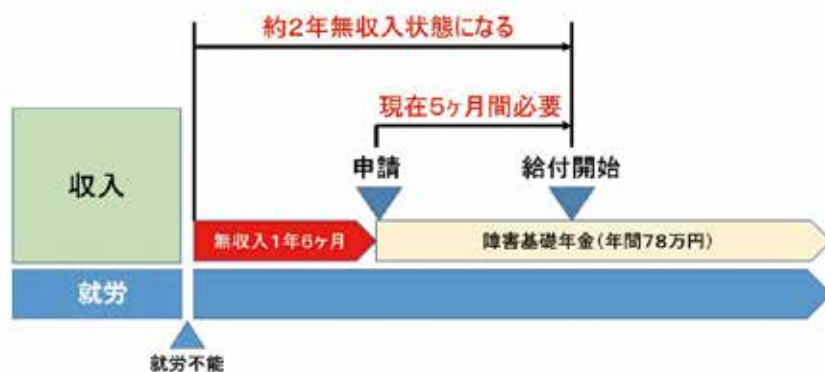 約2年無収入状態になる
現在5ヶ月間必要
申請
給付開始
収入
無収入1年6ヶ月
障害基礎年金(年間78万円)
就労
就労不能